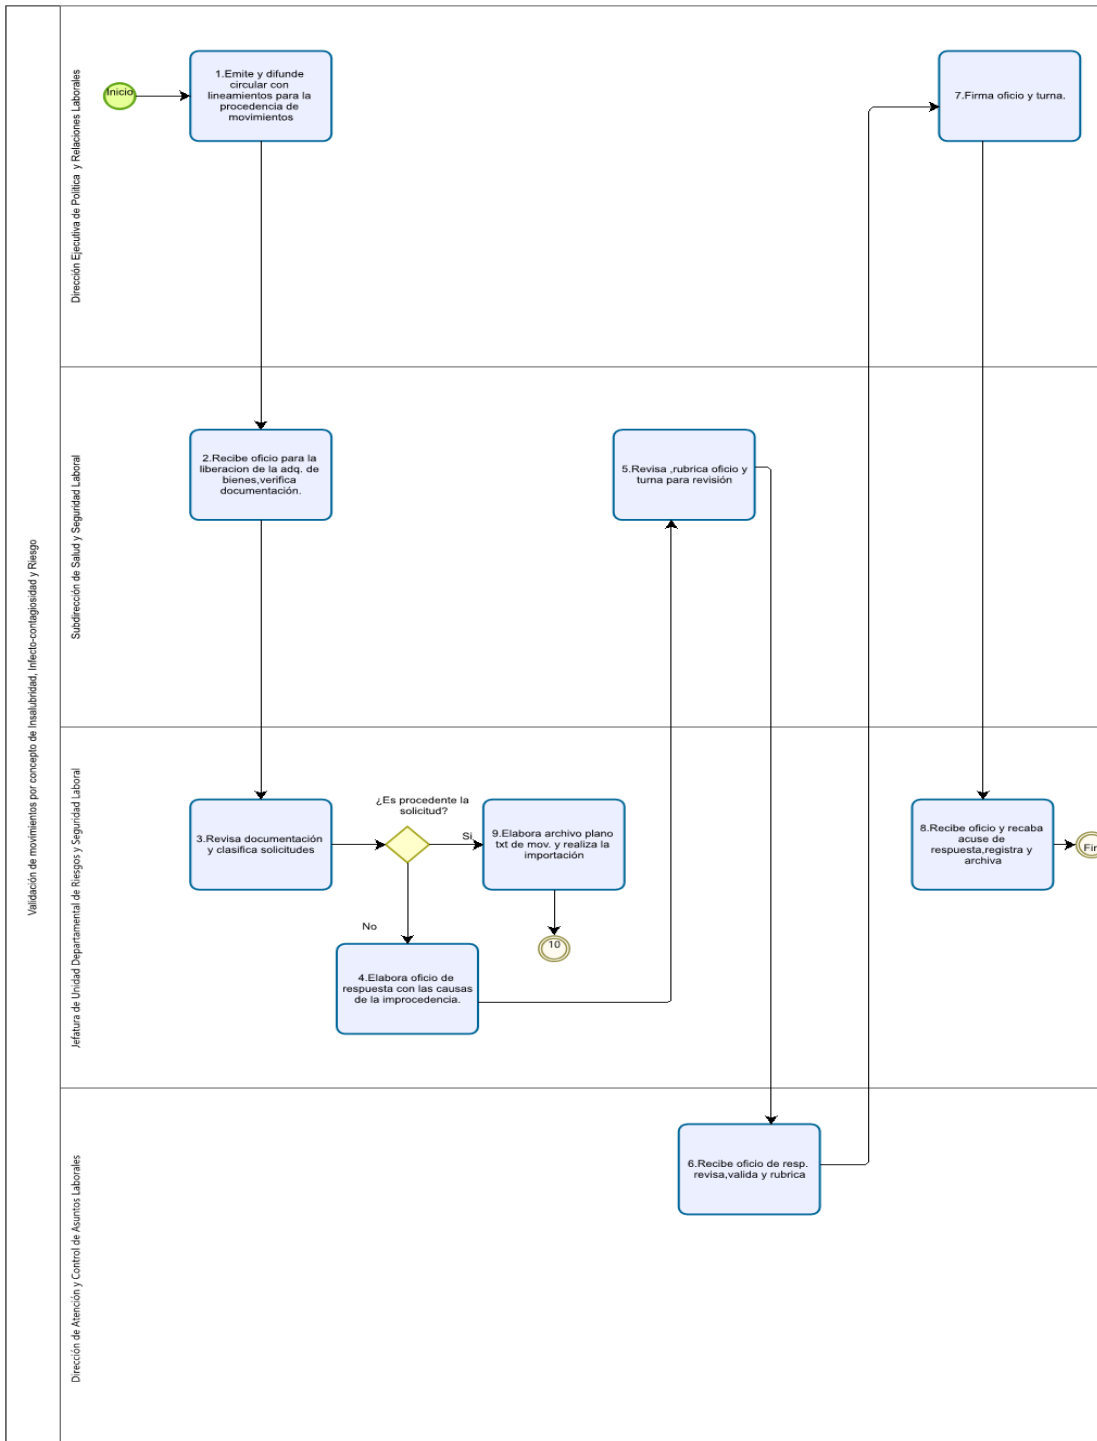 Validación de movimientos por concepto de Insalubridad, Infecto-contagiosidad y Riesgo
Dirección Ejecutiva de Política y Relaciones Laborales
Inicio
1.Emite y difunde
circular con
lineamientos para la
procedencia de
movimientos
7.Firma oficio y turna.
Subdirección de Salud y Seguridad Laboral
2.Recibe oficio para la
liberacion de la adq. de
bienes,verifica
documentación.
5.Revisa ,rubrica oficio y
turna para revisión
Jefatura de Unidad Departamental de Riesgos y Seguridad Laboral
3.Revisa documentación
y clasifica solicitudes
¿Es procedente la
solicitud?
Si
9.Elabora archivo plano
txt de mov. y realiza la
importación
10
No
4.Elabora oficio de
respuesta con las causas
de la improcedencia.
8.Recibe oficio y recaba
acuse de
respuesta,registra y
archiva
Fin
Dirección de Atención y Control de Asuntos Laborales
6.Recibe oficio de resp.
revisa,valida y rubrica